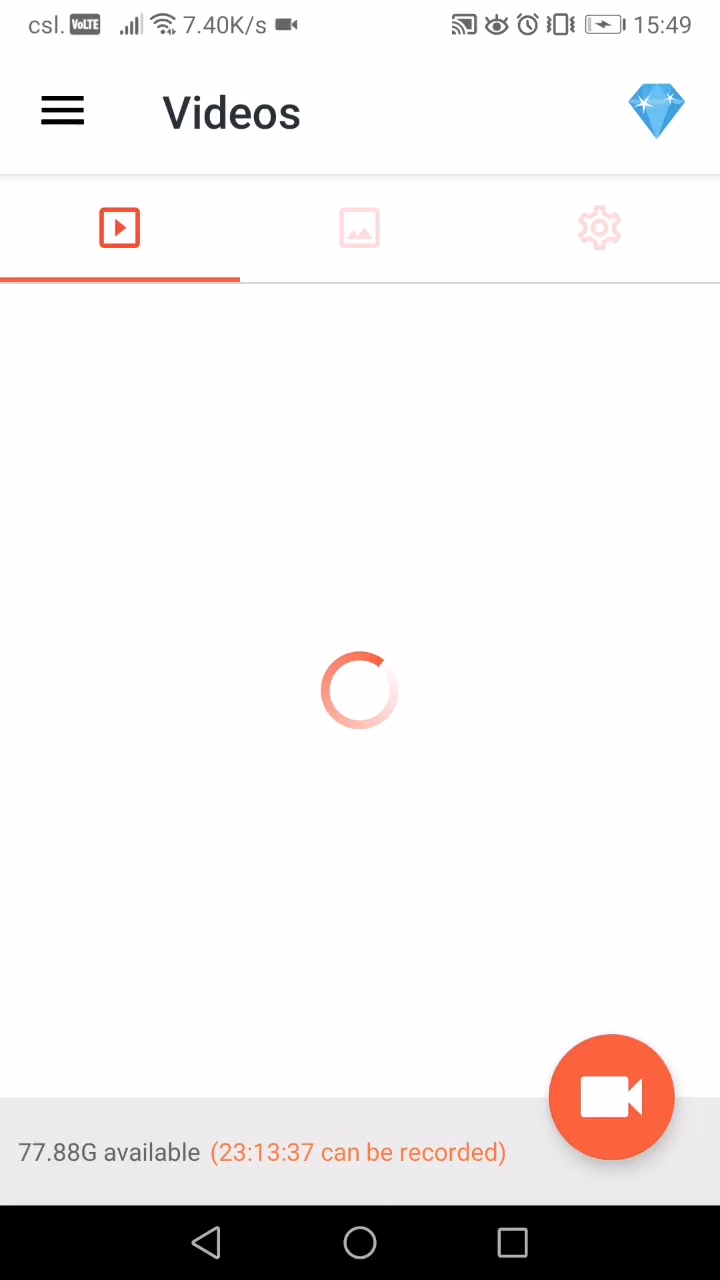 csl. VoLTE 7.40K/s 15:49
Videos
77.88G available (23:13:37 can be recorded)